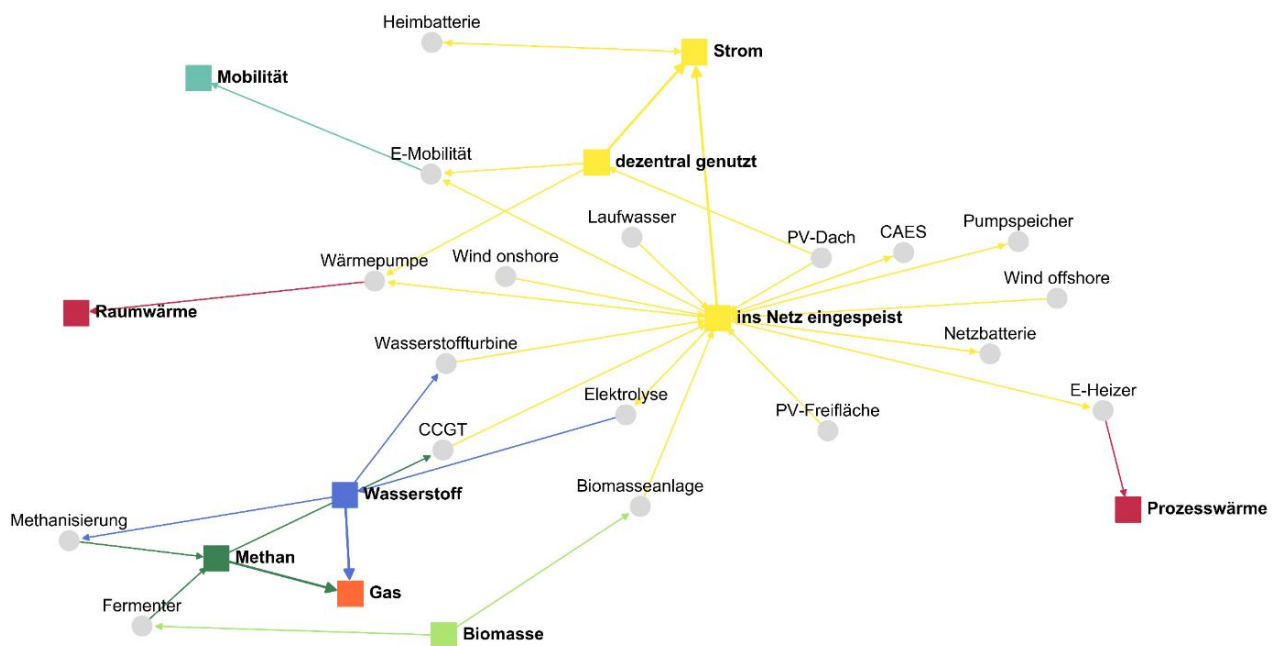 Heimbatterie
Strom
Mobilität
E-Mobilität
dezentral genutzt
Laufwasser
PV-Dach
CAES
Pumpspeicher
Wärmepumpe
Wind onshore
Wind offshore
Raumwärme
ins Netz eingespeist
Wasserstoffturbine
Netzbatterie
Elektrolyse
E-Heizer
CCGT
PV-Freifläche
Wasserstoff
Biomasseanlage
Prozesswärme
Methanisierung
Methan
Gas
Fermenter
Biomasse